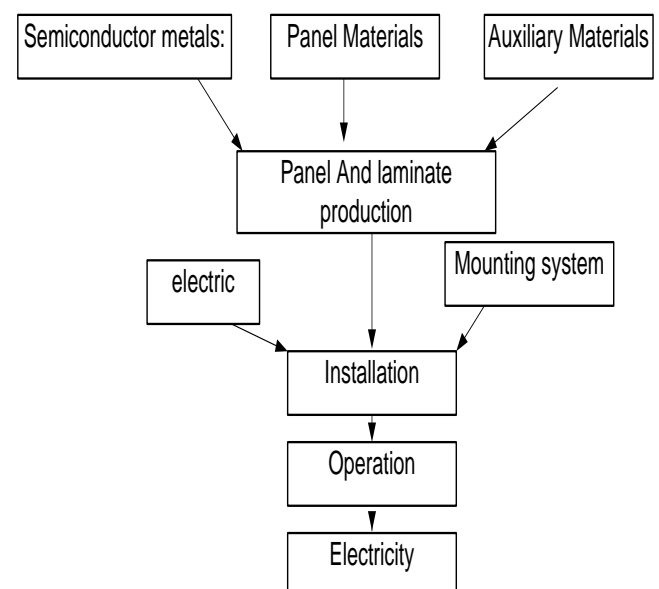 Semiconductor metals:
Panel Materials
Auxiliary Materials
Panel And laminate
production
electric
Mounting system
Installation
Operation
Electricity